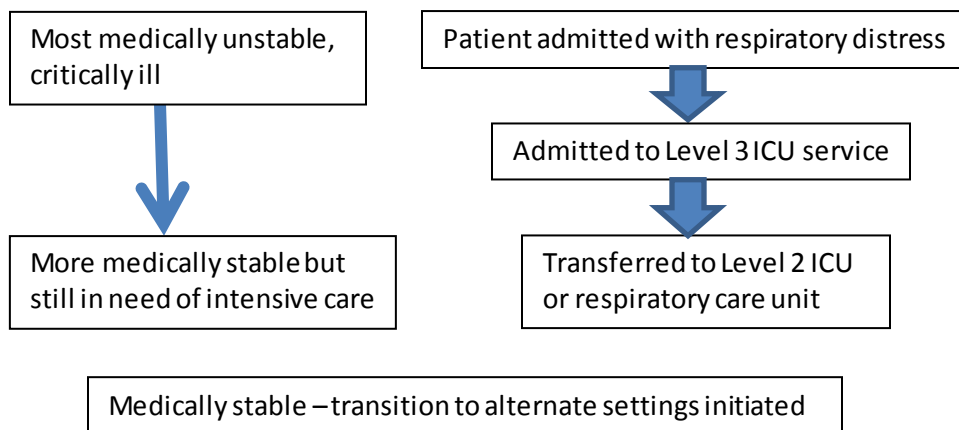 Most medically unstable,
critically ill
Patient admitted with respiratory distress
Admitted to Level 3 ICU service
More medically stable but
still in need of intensive care
Transferred to Level 2 ICU
or respiratory care unit
Medically stable – transition to alternate settings initiated